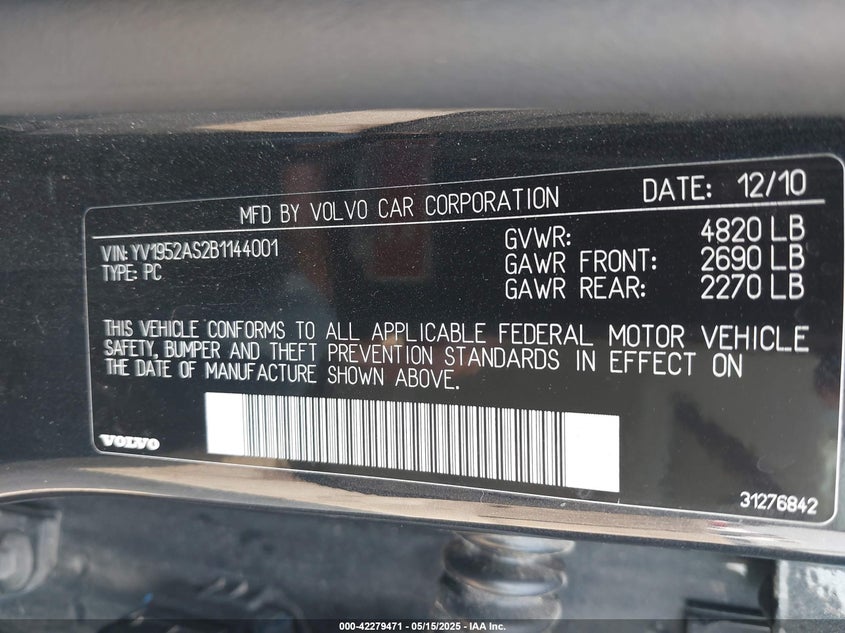 MFD BY VOLVO CAR CORPORATION DATE: 12/10
VIN: YV1952AS2B1144001
TYPE: PC
GVWR: 4820 LB
GAWR FRONT: 2690 LB
GAWR REAR: 2270 LB
THIS VEHICLE CONFORMS TO ALL APPLICABLE FEDERAL MOTOR VEHICLE
SAFETY, BUMPER AND THEFT PREVENTION STANDARDS IN EFFECT ON
THE DATE OF MANUFACTURE SHOWN ABOVE.
VOLVO
31276842
000-42279471 - 05/15/2025 - IAA Inc.